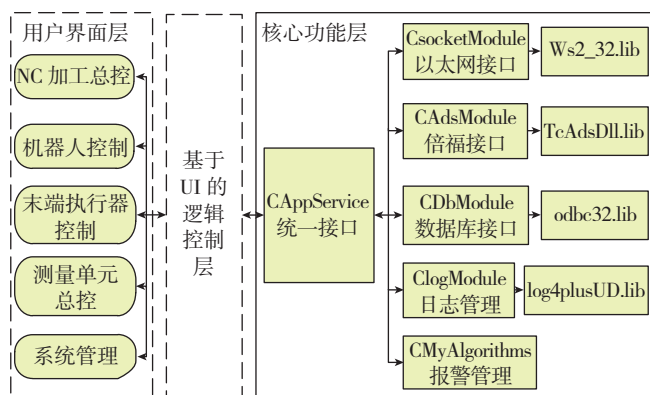 用户界面层
NC 加工总控
机器人控制
末端执行器
控制
测量单元
总控
系统管理
基于
UI 的
逻辑
控制
层
核心功能层
CAppService
统一接口
CsocketModule
以太网接口
Ws2_32.lib
CAdsModule
倍福接口
TcAdsDll.lib
CDbModule
数据库接口
odbc32.lib
ClogModule
日志管理
log4plusUD.lib
CMyAlgorithms
报警管理